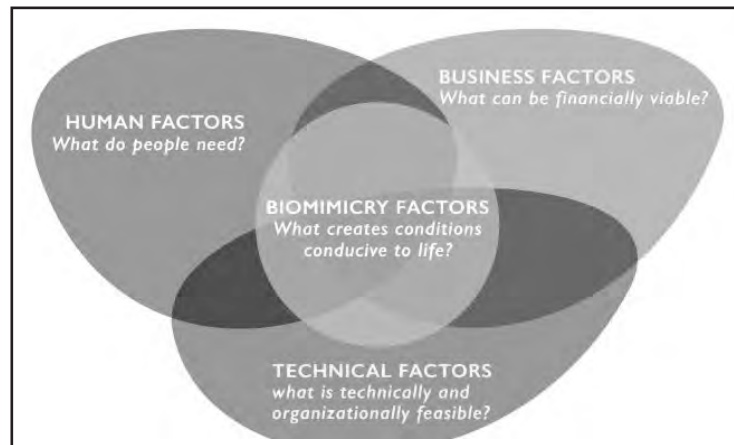 BUSINESS FACTORS
What can be financially viable?
HUMAN FACTORS
What do people need?
BIOMIMICRY FACTORS
What creates conditions
conducive to life?
TECHNICAL FACTORS
what is technically and
organizationally feasible?